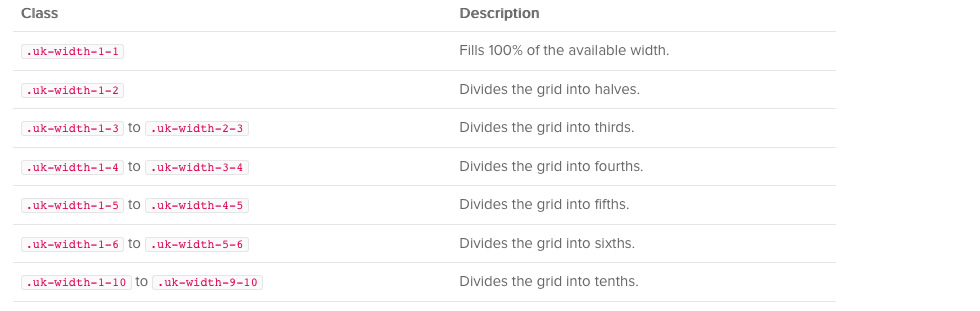 Class Description
.uk-width-1-1 Fills 100% of the available width.
.uk-width-1-2 Divides the grid into halves.
.uk-width-1-3 to .uk-width-2-3 Divides the grid into thirds.
.uk-width-1-4 to .uk-width-3-4 Divides the grid into fourths.
.uk-width-1-5 to .uk-width-4-5 Divides the grid into fifths.
.uk-width-1-6 to .uk-width-5-6 Divides the grid into sixths.
.uk-width-1-10 to .uk-width-9-10 Divides the grid into tenths.